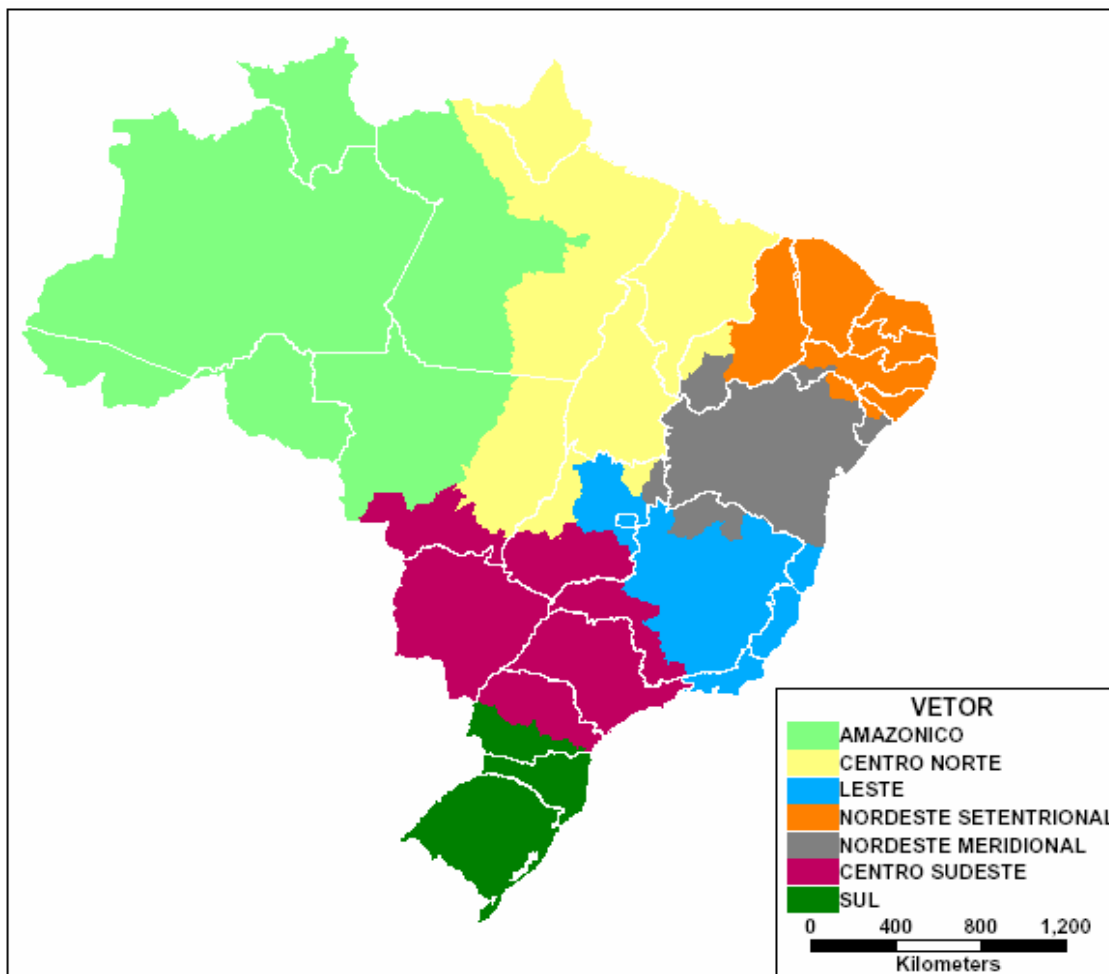 VETOR
AMAZONICO
CENTRO NORTE
LESTE
NORDESTE SETENTRIONAL
NORDESTE MERIDIONAL
CENTRO SUDESTE
SUL
0 400 800 1,200
Kilometers